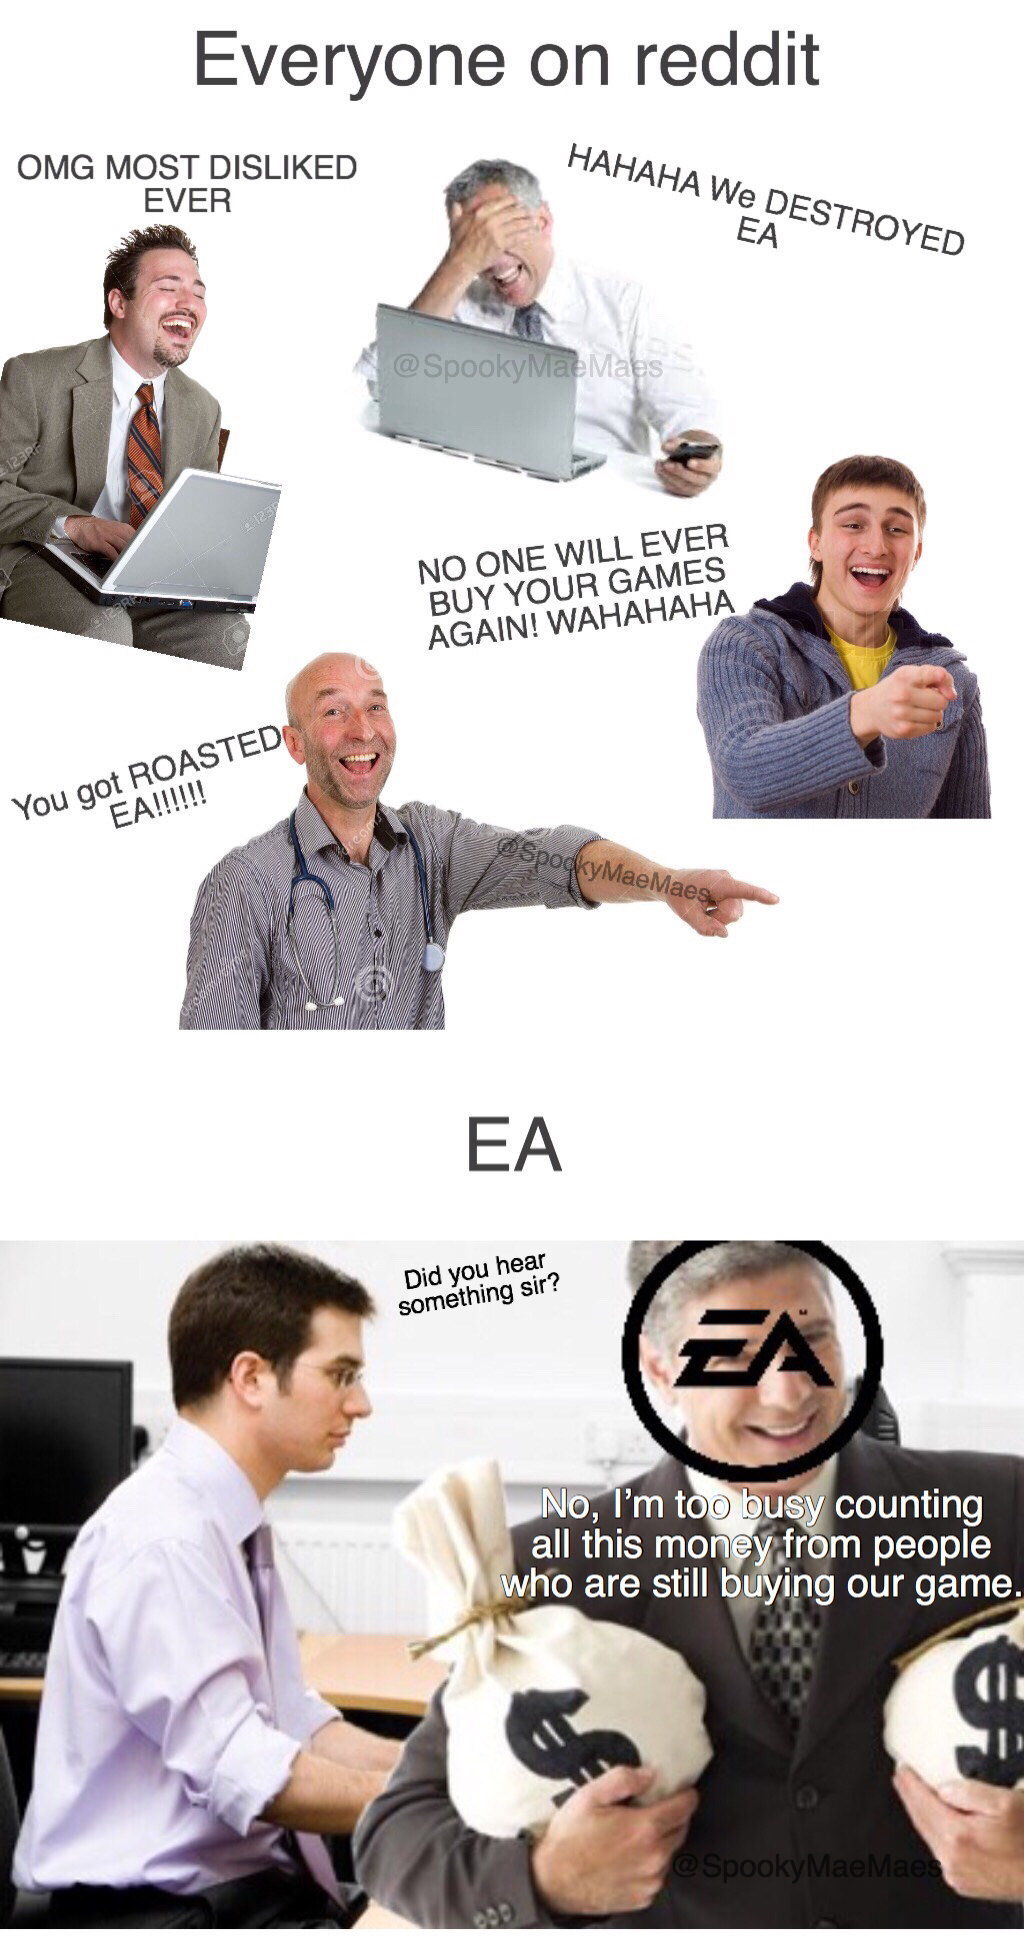 Everyone on reddit
OMG MOST DISLIKED
EVER
HAHAHA We DESTROYED
EA
@SpookyMaeMaes
NO ONE WILL EVER
BUY YOUR GAMES
AGAIN! WAHAHAHA
You got ROASTED
EA!!!!!!
@SpookyMaeMaes
EA
Did you hear
something sir?
EA
No, I'm too busy counting
all this money from people
who are still buying our game.
$
$
@SpookyMaeMaes